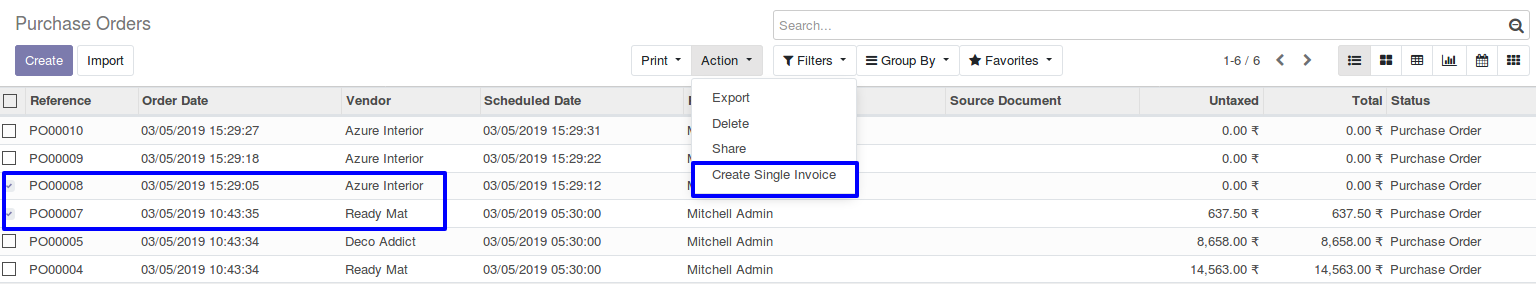 Purchase Orders
Search...
Create Import Print Action Filters Group By Favorites 1-6 / 6
Export
Delete
Share
Create Single Invoice
Reference Order Date Vendor Scheduled Date Source Document Untaxed Total Status
PO00010 03/05/2019 15:29:27 Azure Interior 03/05/2019 15:29:31 0.00 ₹ 0.00 ₹ Purchase Order
PO00009 03/05/2019 15:29:18 Azure Interior 03/05/2019 15:29:22 0.00 ₹ 0.00 ₹ Purchase Order
PO00008 03/05/2019 15:29:05 Azure Interior 03/05/2019 15:29:12 0.00 ₹ 0.00 ₹ Purchase Order
PO00007 03/05/2019 10:43:35 Ready Mat 03/05/2019 05:30:00 Mitchell Admin 637.50 ₹ 637.50 ₹ Purchase Order
PO00005 03/05/2019 10:43:34 Deco Addict 03/05/2019 05:30:00 Mitchell Admin 8,658.00 ₹ 8,658.00 ₹ Purchase Order
PO00004 03/05/2019 10:43:34 Ready Mat 03/05/2019 05:30:00 Mitchell Admin 14,563.00 ₹ 14,563.00 ₹ Purchase Order